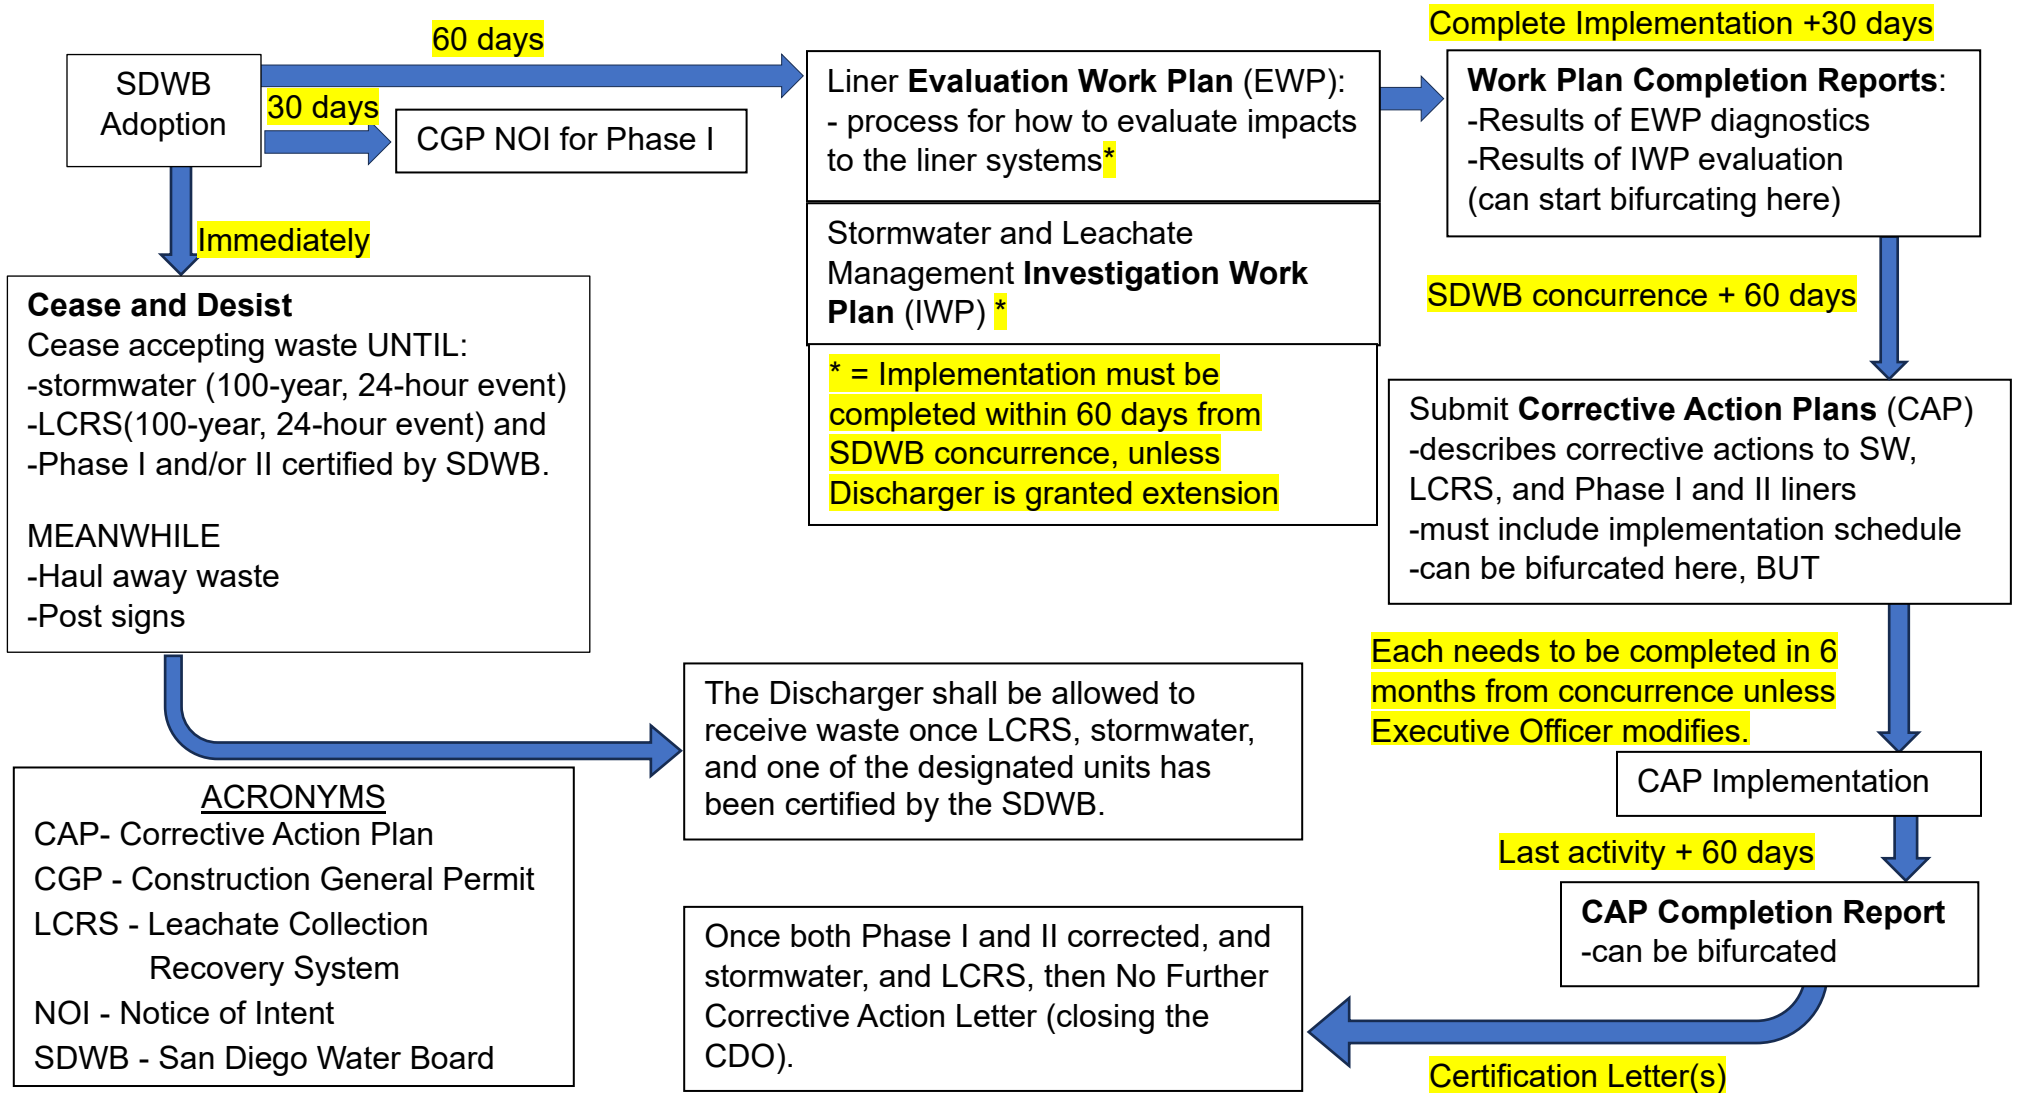 SDWB
Adoption
60 days
30 days
CGP NOI for Phase I
Immediately
Liner Evaluation Work Plan (EWP):
- process for how to evaluate impacts
to the liner systems*
Stormwater and Leachate
Management Investigation Work
Plan (IWP) *
* = Implementation must be
completed within 60 days from
SDWB concurrence, unless
Discharger is granted extension
Complete Implementation +30 days
Work Plan Completion Reports:
-Results of EWP diagnostics
-Results of IWP evaluation
(can start bifurcating here)
SDWB concurrence + 60 days
Submit Corrective Action Plans (CAP)
-describes corrective actions to SW,
LCRS, and Phase I and II liners
-must include implementation schedule
-can be bifurcated here, BUT
Each needs to be completed in 6
months from concurrence unless
Executive Officer modifies.
CAP Implementation
Last activity + 60 days
CAP Completion Report
-can be bifurcated
Certification Letter(s)
Cease and Desist
Cease accepting waste UNTIL:
-stormwater (100-year, 24-hour event)
-LCRS(100-year, 24-hour event) and
-Phase I and/or II certified by SDWB.
MEANWHILE
-Haul away waste
-Post signs
The Discharger shall be allowed to
receive waste once LCRS, stormwater,
and one of the designated units has
been certified by the SDWB.
Once both Phase I and II corrected, and
stormwater, and LCRS, then No Further
Corrective Action Letter (closing the
CDO).
ACRONYMS
CAP- Corrective Action Plan
CGP - Construction General Permit
LCRS - Leachate Collection
Recovery System
NOI - Notice of Intent
SDWB - San Diego Water Board